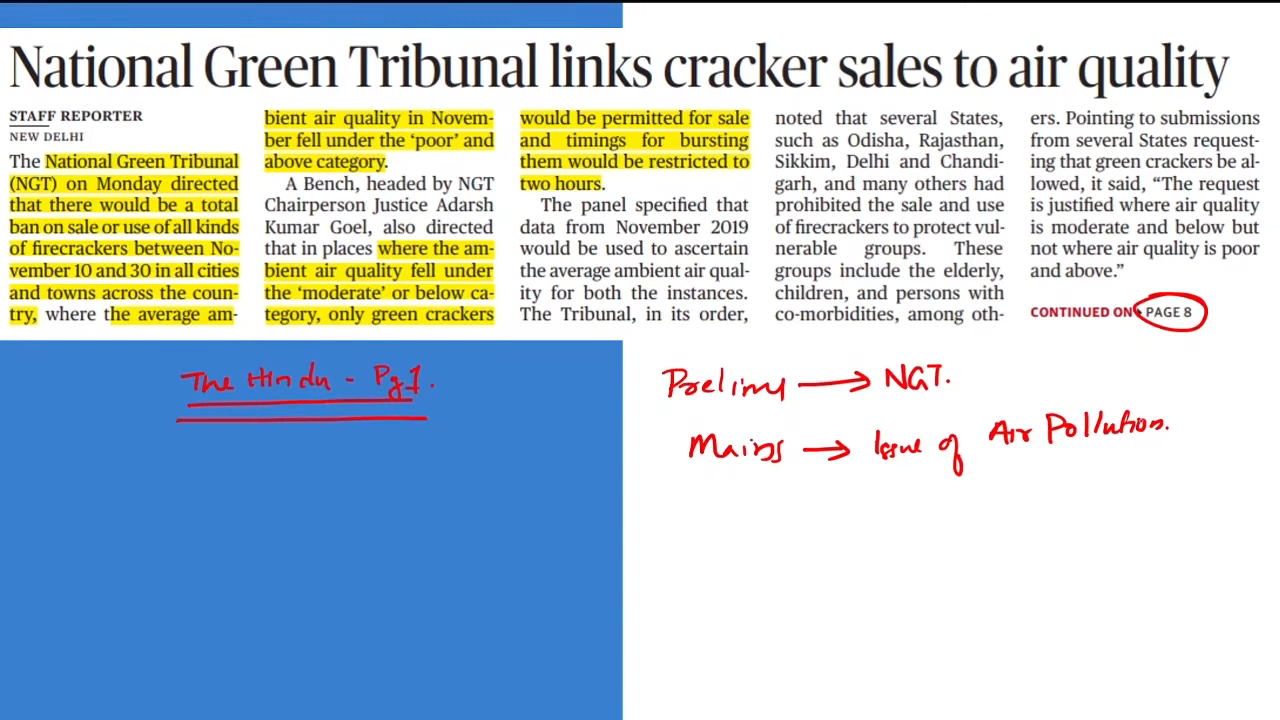 National Green Tribunal links cracker sales to air quality
STAFF REPORTER
NEW DELHI
The National Green Tribunal
(NGT) on Monday directed
that there would be a total
ban on sale or use of all kinds
of firecrackers between No-
vember 10 and 30 in all cities
and towns across the coun-
try, where the average am-
bient air quality in Novem-
ber fell under the ‘poor’ and
above category.
A Bench, headed by NGT
Chairperson Justice Adarsh
Kumar Goel, also directed
that in places where the am-
bient air quality fell under
the ‘moderate’ or below ca-
tegory, only green crackers
would be permitted for sale
and timings for bursting
them would be restricted to
two hours.
The panel specified that
data from November 2019
would be used to ascertain
the average ambient air qual-
ity for both the instances.
The Tribunal, in its order,
noted that several States,
such as Odisha, Rajasthan,
Sikkim, Delhi and Chandi-
garh, and many others had
prohibited the sale and use
of firecrackers to protect vul-
nerable groups. These
groups include the elderly,
children, and persons with
co-morbidities, among oth-
ers. Pointing to submissions
from several States request-
ing that green crackers be al-
lowed, it said, “The request
is justified where air quality
is moderate and below but
not where air quality is poor
and above.”
CONTINUED ON PAGE 8
The Hindu - Pg 1.
Prelims → NGT.
Mains → Issue of Air Pollution.